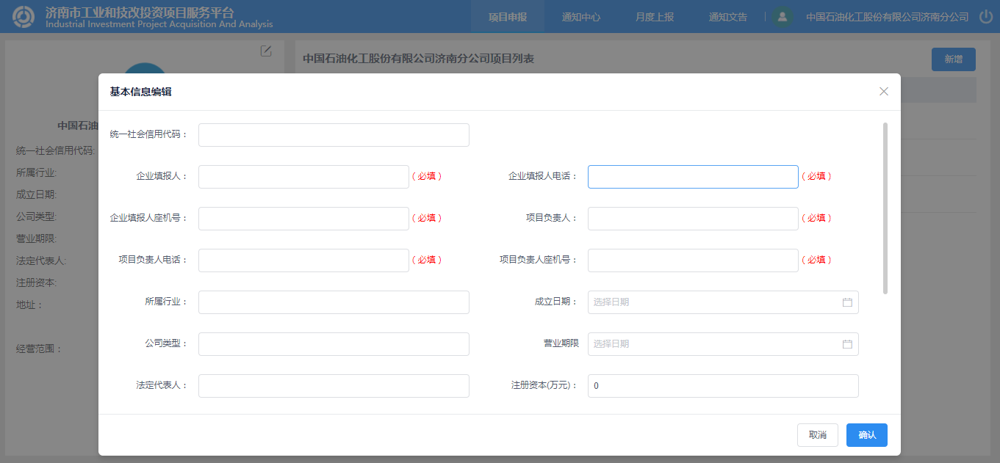 济南市工业和技改投资项目服务平台
Industrial Investment Project Acquisition And Analysis
项目申报 通知中心 月度上报 通知文告 中国石油化工股份有限公司济南分公司
中国石油化工股份有限公司济南分公司项目列表
新增
中国石油
统一社会信用代码:
所属行业:
成立日期:
公司类型:
营业期限:
法定代表人:
注册资本:
地址：
经营范围：
基本信息编辑
统一社会信用代码：
企业填报人： （必填） 企业填报人电话： （必填）
企业填报人座机号： （必填） 项目负责人： （必填）
项目负责人电话： （必填） 项目负责人座机号： （必填）
所属行业： 成立日期： 选择日期
公司类型： 营业期限 选择日期
法定代表人： 注册资本(万元)： 0
取消 确认